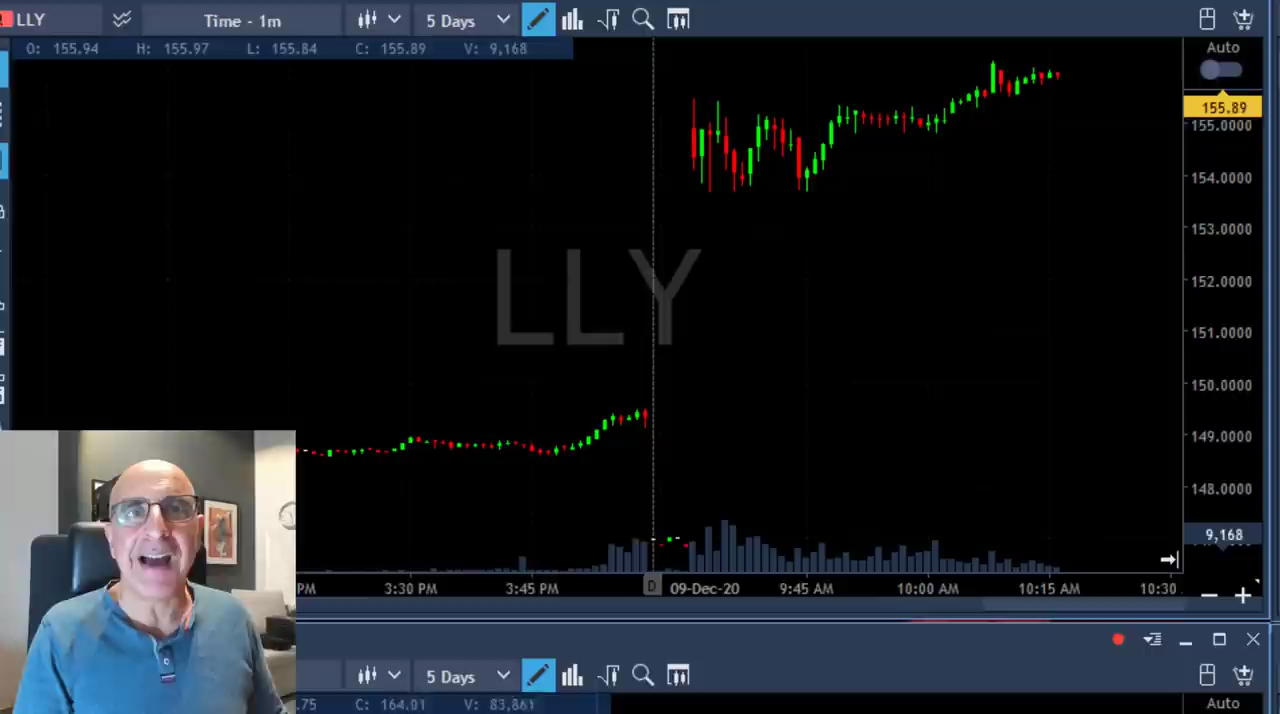 LLY Time - 1m 5 Days
O: 155.94 H: 155.97 L: 155.84 C: 155.89 V: 9,168
Auto
155.89
155.0000
154.0000
153.0000
152.0000
LLY
151.0000
150.0000
149.0000
148.0000
9,168
PM 3:30 PM 3:45 PM D 09-Dec-20 9:45 AM 10:00 AM 10:15 AM 10:30
5 Days
.75 C: 164.01 V: 83,861
Auto